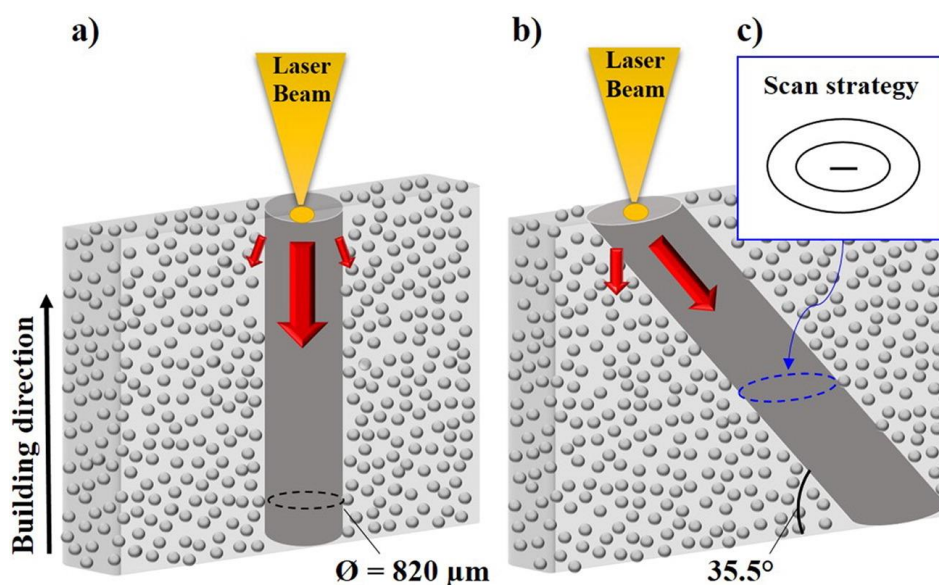 a)
Laser
Beam
Building direction
Ø = 820 µm
b)
Laser
Beam
35.5°
c)
Scan strategy